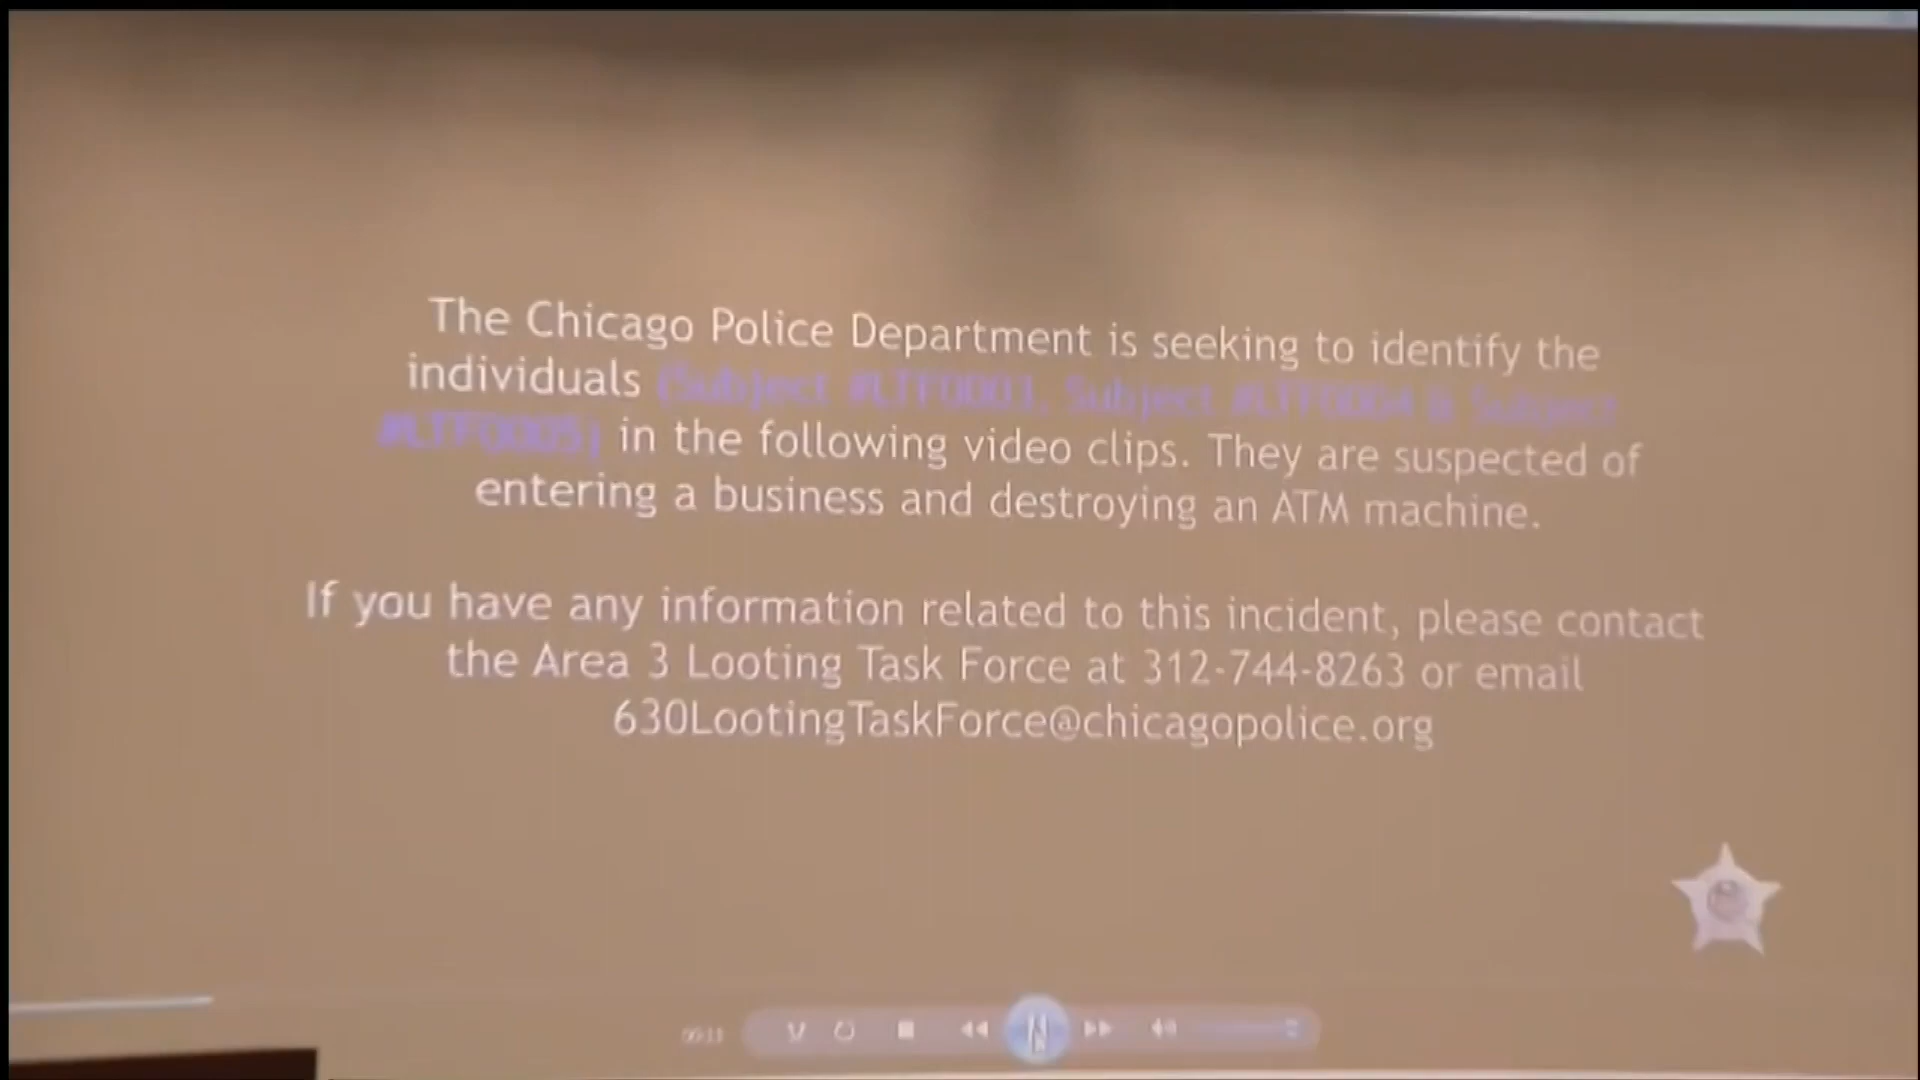 The Chicago Police Department is seeking to identify the
individuals (Subject #LTF0003, Subject #LTF0004 & Subject
#LTF0005) in the following video clips. They are suspected of
entering a business and destroying an ATM machine.
If you have any information related to this incident, please contact
the Area 3 Looting Task Force at 312-744-8263 or email
630LootingTaskForce@chicagopolice.org